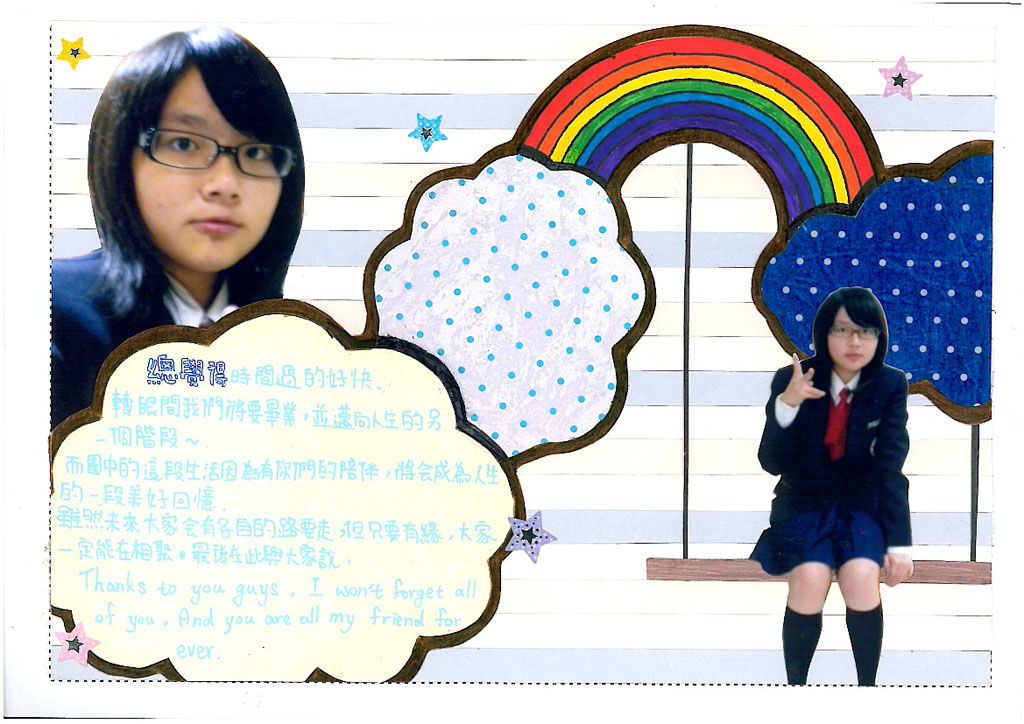 總覺得時間過的好快、
轉眼間我們將要畢業，並邁向人生的另
一個階段～.
而國中的這段生活因為有你們的陪伴，將会成為人生
的一段美好回憶.
雖然未來大家会有各自的路要走，但只要有緣，大家
一定能在相聚。最後在此與大家說，
Thanks to you guys. I won't forget all
of you. And you are all my friend for
ever.